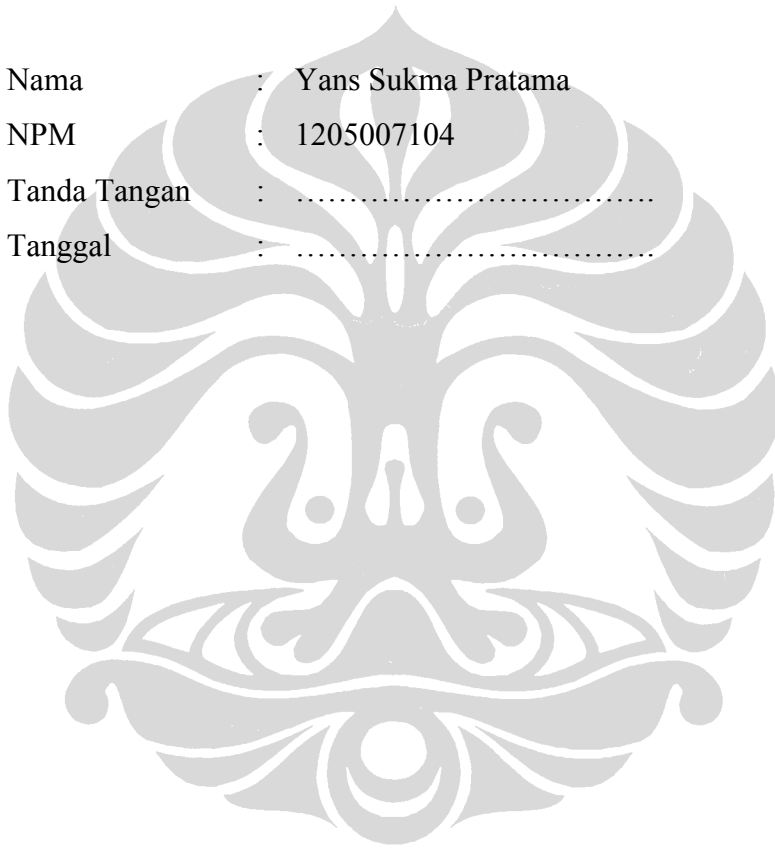 Nama : Yans Sukma Pratama
NPM : 1205007104
Tanda Tangan : ……………………………
Tanggal : ……………………………